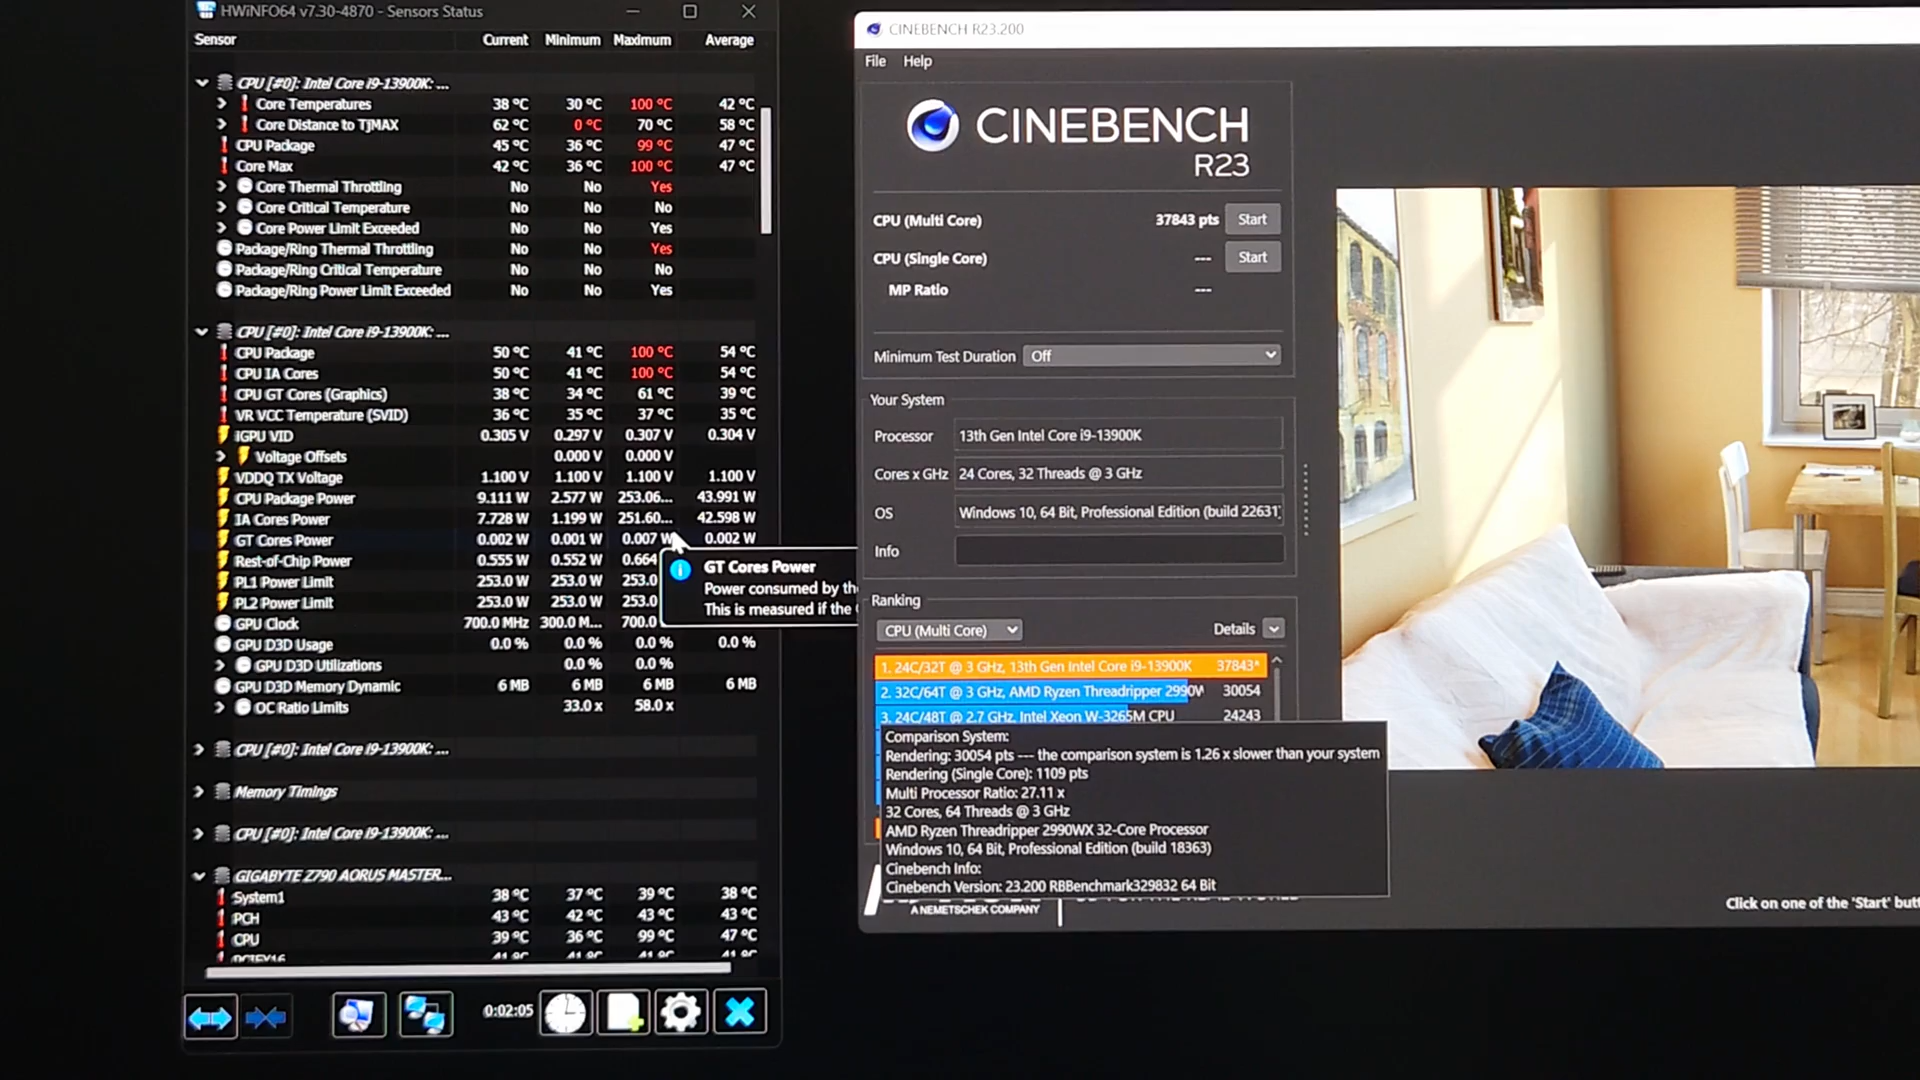 HWiNFO64 v7.30-4870 - Sensors Status
Sensor Current Minimum Maximum Average
CPU [#0]: Intel Core i9-13900K: ...
Core Temperatures 38 °C 30 °C 100 °C 42 °C
Core Distance to TjMAX 62 °C 0 °C 70 °C 58 °C
CPU Package 45 °C 36 °C 99 °C 47 °C
Core Max 42 °C 36 °C 100 °C 47 °C
Core Thermal Throttling No No Yes
Core Critical Temperature No No No
Core Power Limit Exceeded No No Yes
Package/Ring Thermal Throttling No No Yes
Package/Ring Critical Temperature No No No
Package/Ring Power Limit Exceeded No No Yes
CPU [#0]: Intel Core i9-13900K: ...
CPU Package 50 °C 41 °C 100 °C 54 °C
CPU IA Cores 50 °C 41 °C 100 °C 54 °C
CPU GT Cores (Graphics) 38 °C 34 °C 61 °C 39 °C
VR VCC Temperature (SVID) 36 °C 35 °C 37 °C 35 °C
iGPU VID 0.305 V 0.297 V 0.307 V 0.304 V
Voltage Offsets 0.000 V 0.000 V
VDDQ TX Voltage 1.100 V 1.100 V 1.100 V 1.100 V
CPU Package Power 9.111 W 2.577 W 253.06... 43.991 W
IA Cores Power 7.728 W 1.199 W 251.60... 42.598 W
GT Cores Power 0.002 W 0.001 W 0.007 W 0.002 W
Rest-of-Chip Power 0.555 W 0.552 W 0.664
PL1 Power Limit 253.0 W 253.0 W 253.0
PL2 Power Limit 253.0 W 253.0 W 253.0
GPU Clock 700.0 MHz 300.0 M... 700.0
GPU D3D Usage 0.0 % 0.0 % 0.0 % 0.0 %
GPU D3D Utilizations 0.0 % 0.0 %
GPU D3D Memory Dynamic 6 MB 6 MB 6 MB 6 MB
OC Ratio Limits 33.0 x 58.0 x
CPU [#0]: Intel Core i9-13900K: ...
Memory Timings
CPU [#0]: Intel Core i9-13900K: ...
GIGABYTE Z790 AORUS MASTER...
System1 38 °C 37 °C 39 °C 38 °C
PCH 43 °C 42 °C 43 °C 43 °C
CPU 39 °C 36 °C 99 °C 47 °C
PCIEX16 41 °C 41 °C 41 °C 41 °C
0:02:05
GT Cores Power
Power consumed by the
This is measured if the
CINEBENCH R23.200
File Help
CINEBENCH
R23
CPU (Multi Core) 37843 pts Start
CPU (Single Core) --- Start
MP Ratio ---
Minimum Test Duration Off
Your System
Processor 13th Gen Intel Core i9-13900K
Cores x GHz 24 Cores, 32 Threads @ 3 GHz
OS Windows 10, 64 Bit, Professional Edition (build 22631)
Info
Ranking
CPU (Multi Core) Details
1. 24C/32T @ 3 GHz, 13th Gen Intel Core i9-13900K 37843*
2. 32C/64T @ 3 GHz, AMD Ryzen Threadripper 2990W 30054
3. 24C/48T @ 2.7 GHz, Intel Xeon W-3265M CPU 24243
Comparison System:
Rendering: 30054 pts --- the comparison system is 1.26 x slower than your system
Rendering (Single Core): 1109 pts
Multi Processor Ratio: 27.11 x
32 Cores, 64 Threads @ 3 GHz
AMD Ryzen Threadripper 2990WX 32-Core Processor
Windows 10, 64 Bit, Professional Edition (build 18363)
Cinebench Info:
Cinebench Version: 23.200 RBBenchmark329832 64 Bit
A NEMETSCHEK COMPANY
Click on one of the 'Start' butt